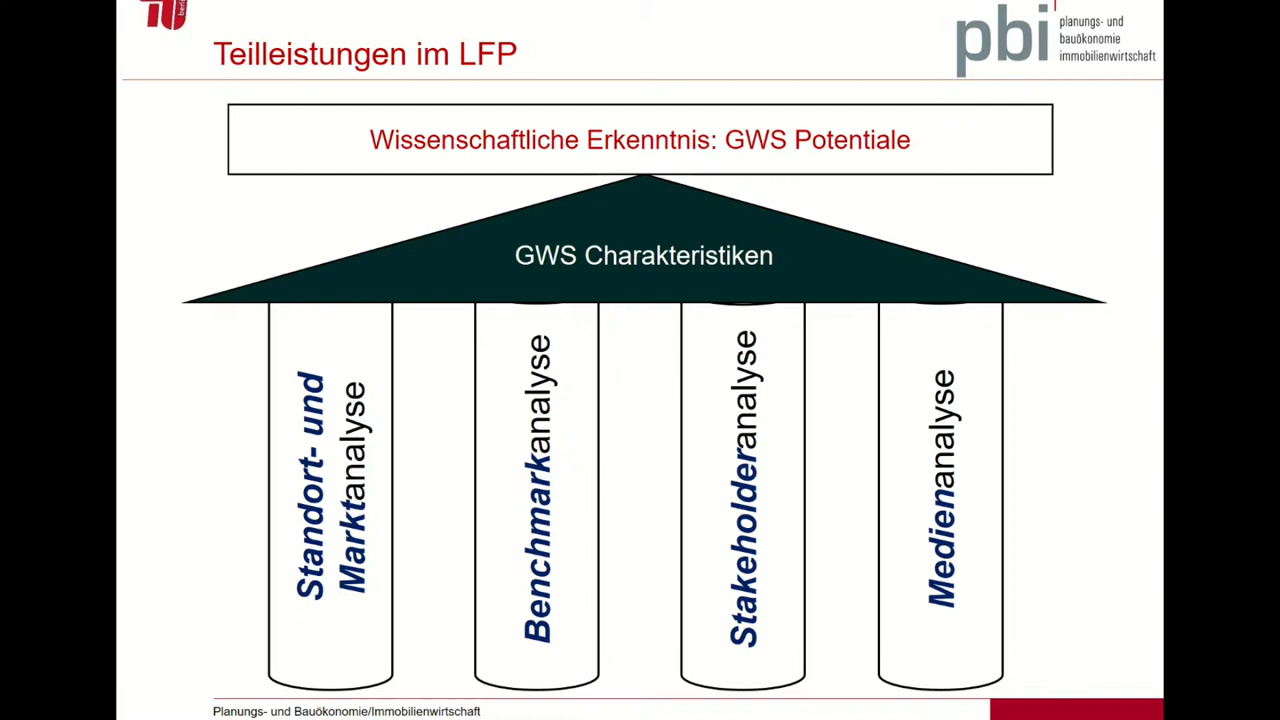 berlin
Teilleistungen im LFP
pbi
planungs- und
bauökonomie
immobilienwirtschaft
Wissenschaftliche Erkenntnis: GWS Potentiale
GWS Charakteristiken
Standort- und
Marktanalyse
Benchmarkanalyse
Stakeholderanalyse
Medienanalyse
Planungs- und Bauökonomie/Immobilienwirtschaft